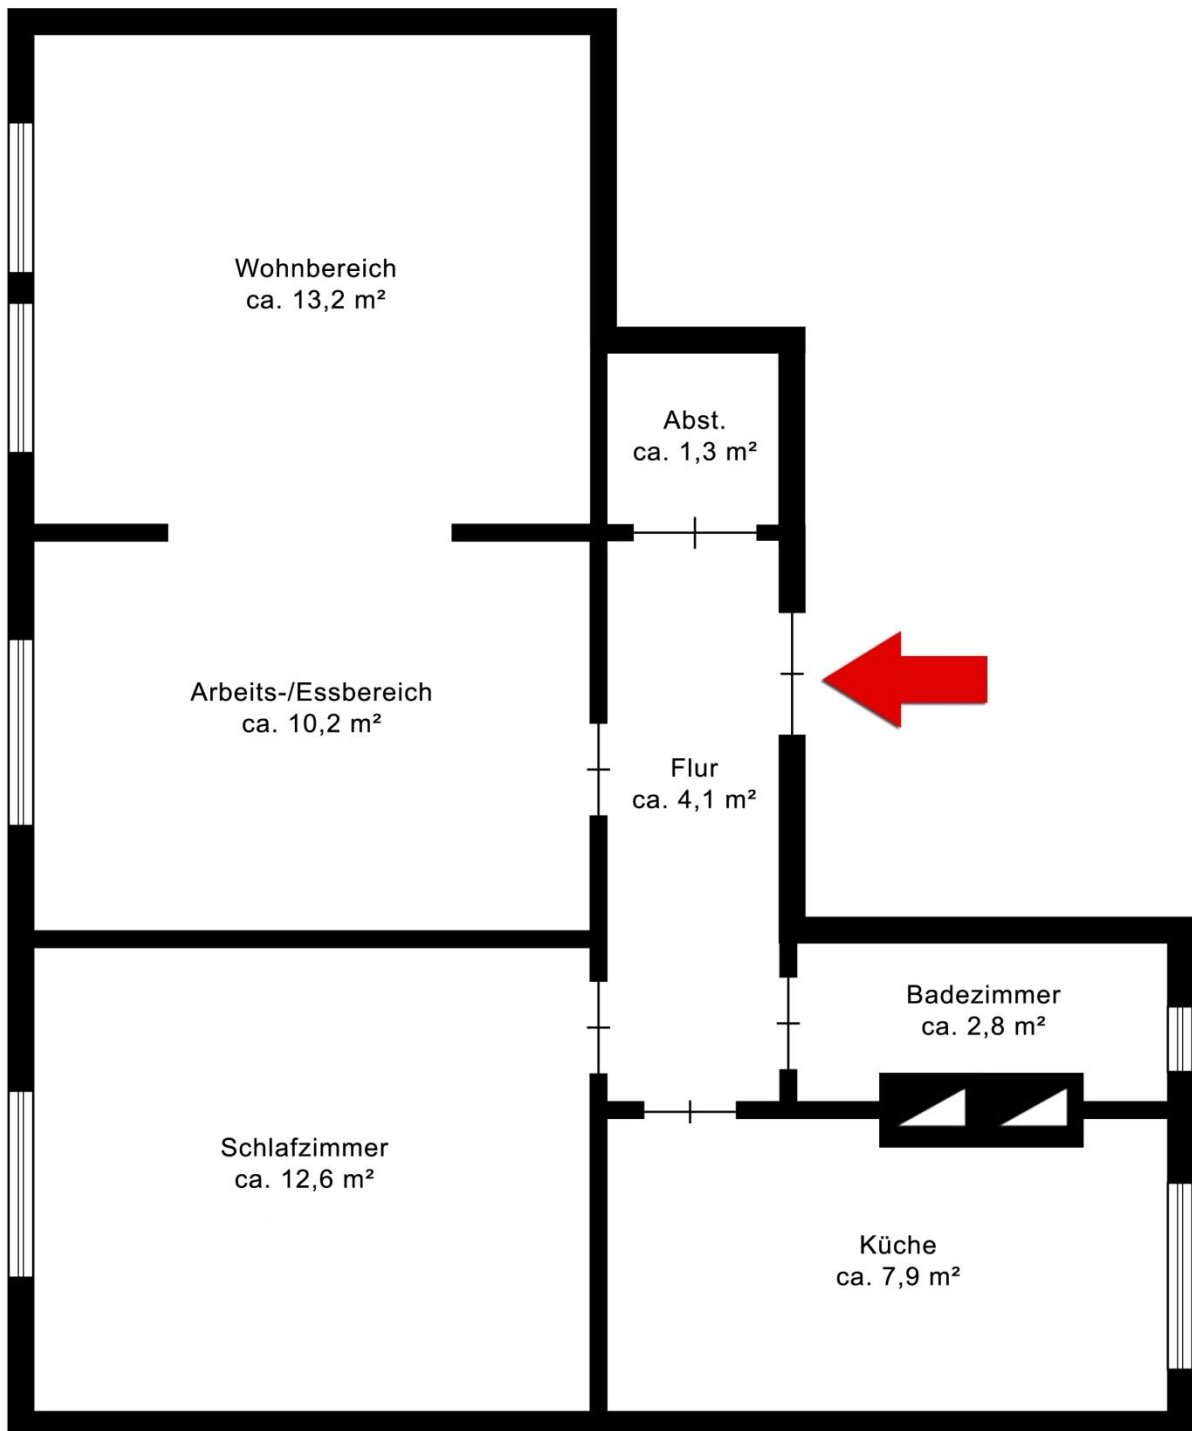 Wohnbereich
ca. 13,2 m²
Abst.
ca. 1,3 m²
Arbeits-/Essbereich
ca. 10,2 m²
Flur
ca. 4,1 m²
Badezimmer
ca. 2,8 m²
Schlafzimmer
ca. 12,6 m²
Küche
ca. 7,9 m²